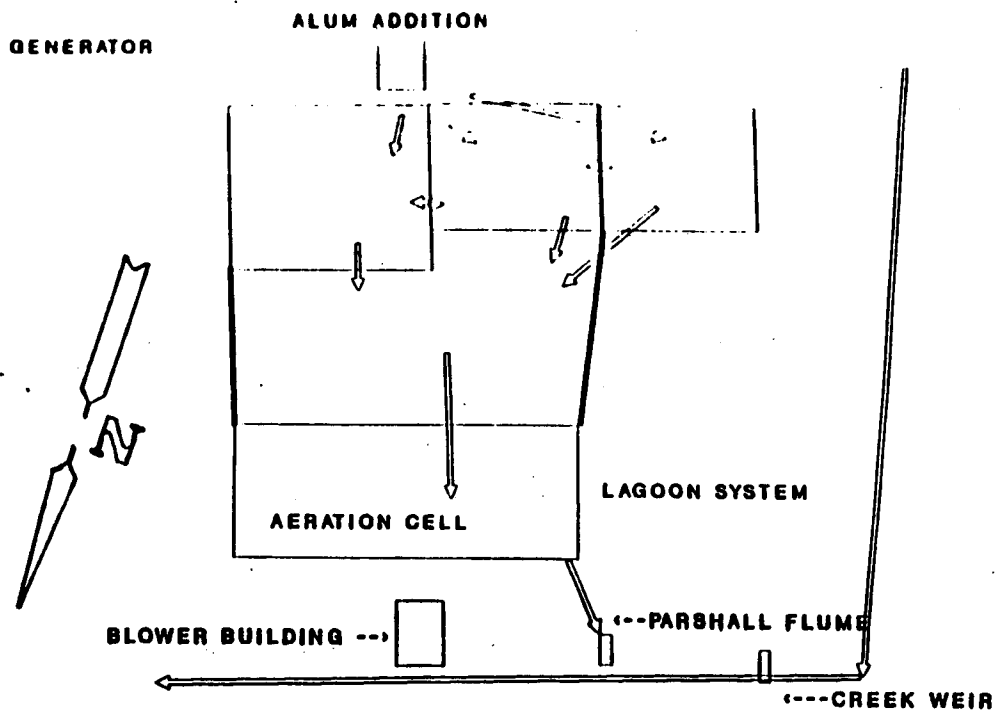 ALUM ADDITION
GENERATOR
N
LAGOON SYSTEM
AERATION CELL
<--PARSHALL FLUME
BLOWER BUILDING -->
<---CREEK WEIR